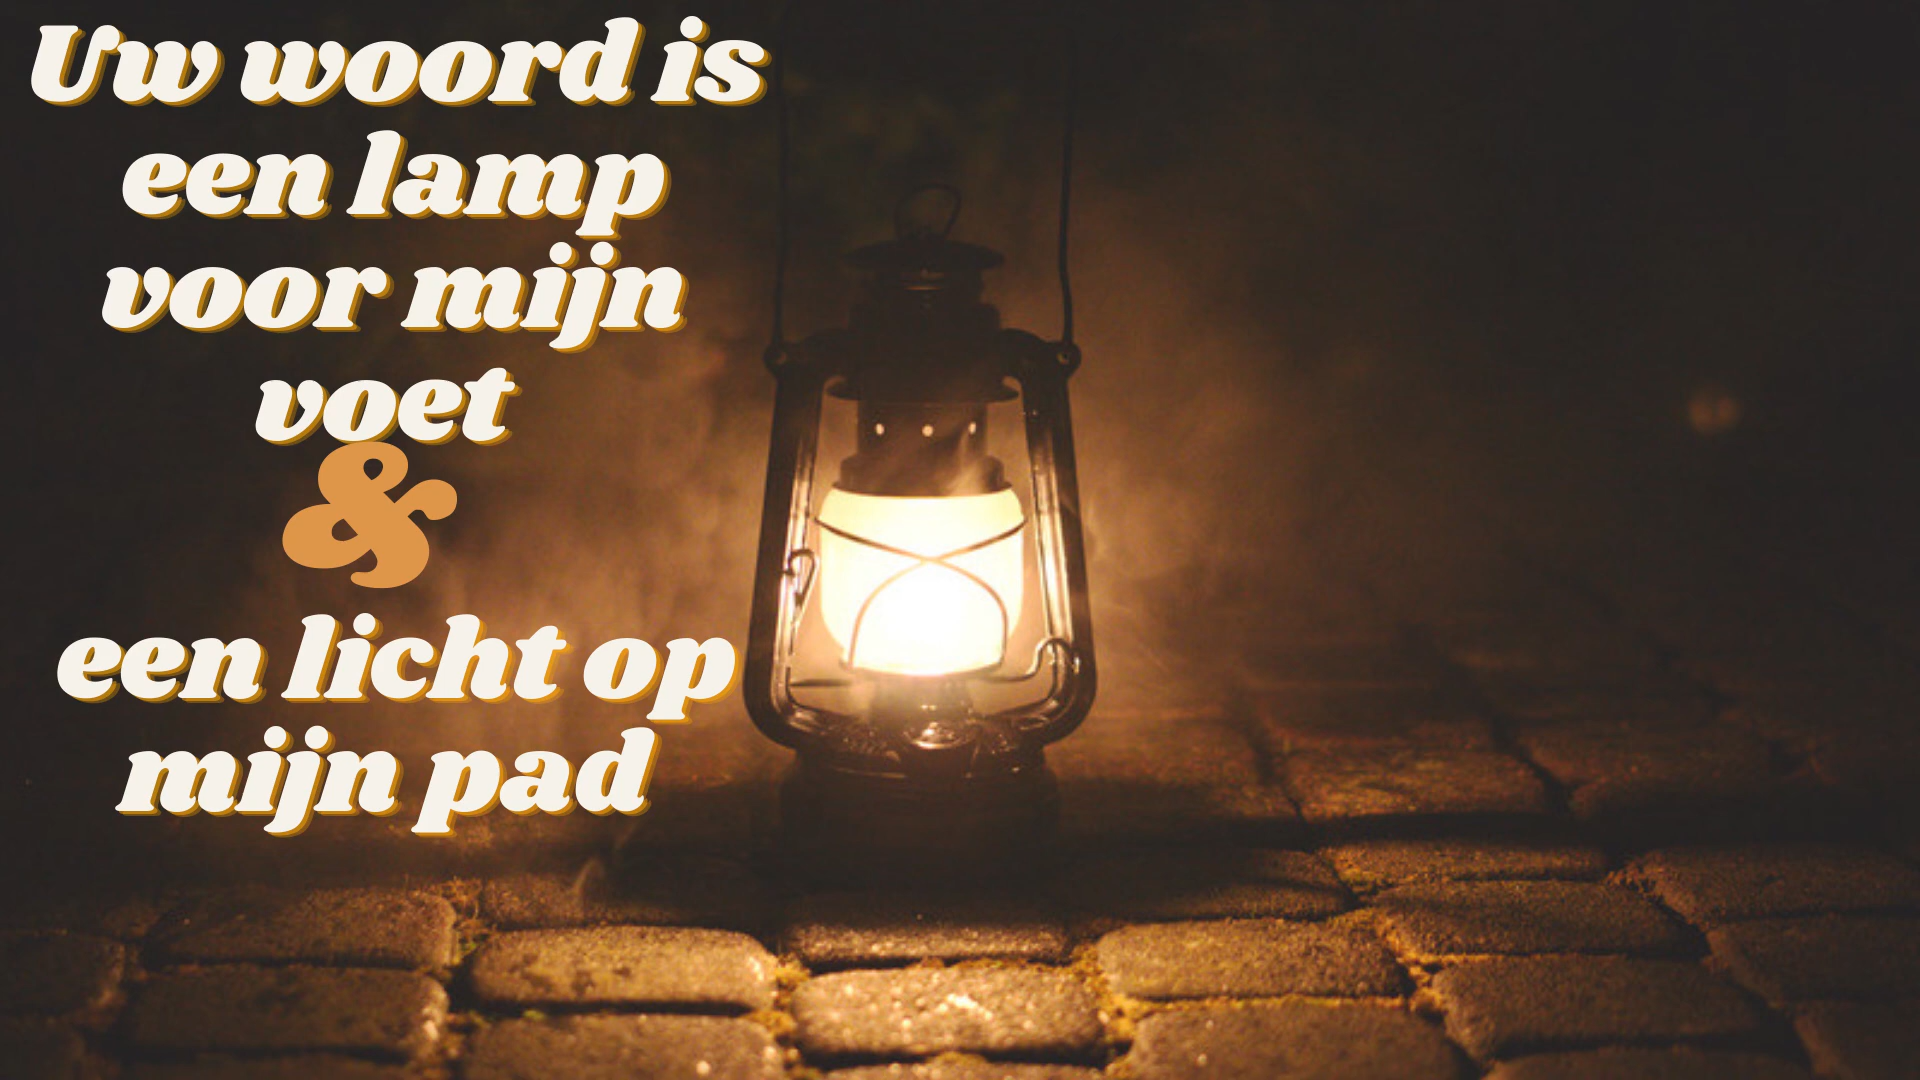 Uw woord is
een lamp
voor mijn
voet
&
een licht op
mijn pad